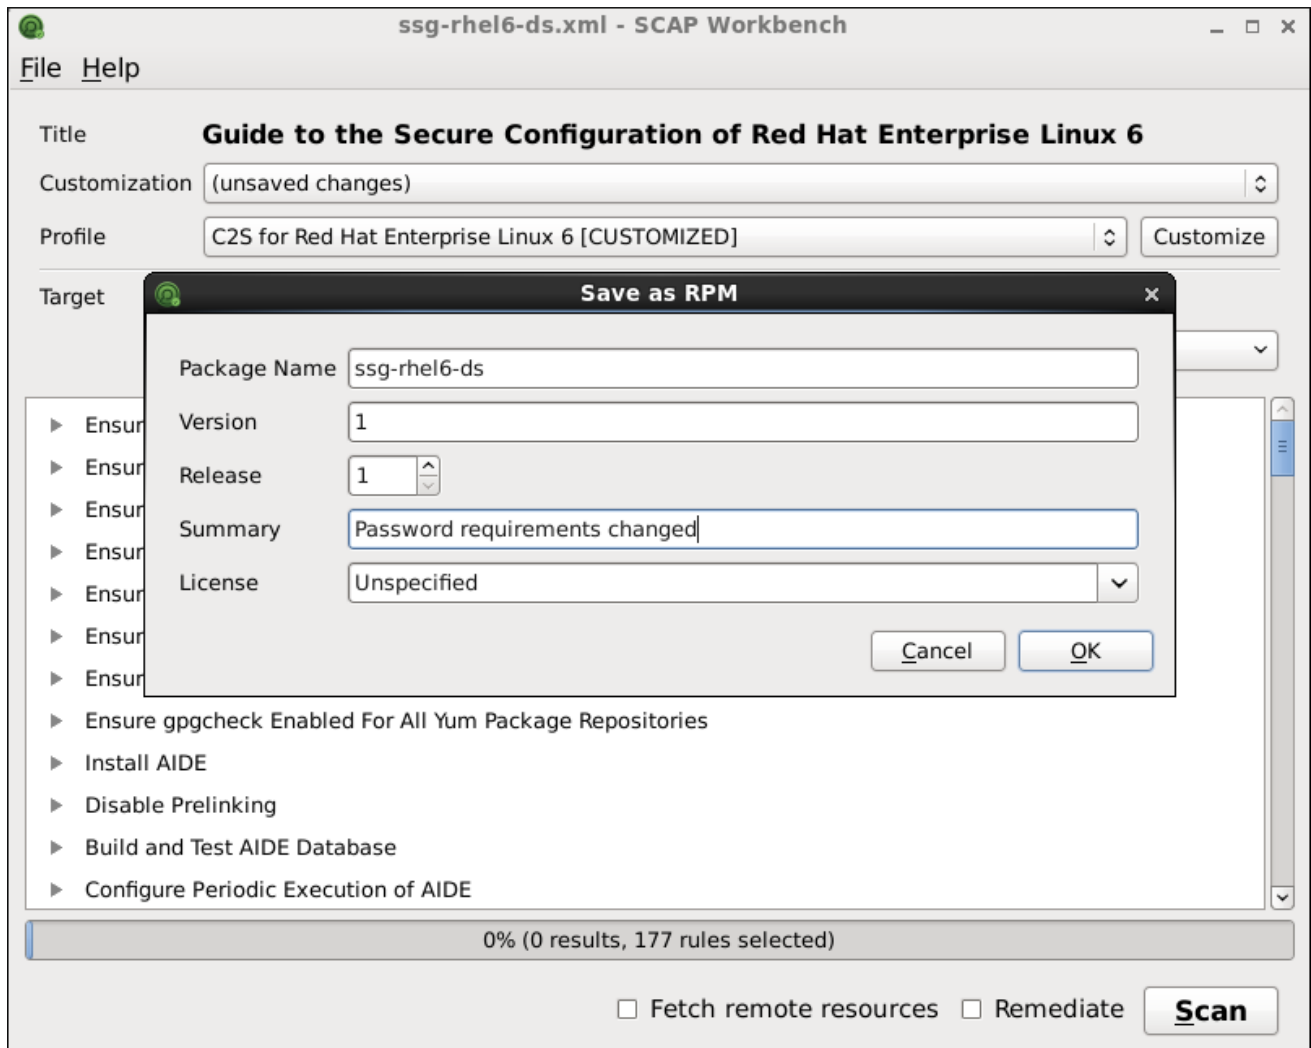 ssg-rhel6-ds.xml - SCAP Workbench
File Help
Title Guide to the Secure Configuration of Red Hat Enterprise Linux 6
Customization (unsaved changes)
Profile C2S for Red Hat Enterprise Linux 6 [CUSTOMIZED] Customize
Target
Save as RPM
Package Name ssg-rhel6-ds
Version 1
Release 1
Summary Password requirements changed
License Unspecified
Cancel OK
Ensur
Ensur
Ensur
Ensur
Ensur
Ensur
Ensur
Ensure gpgcheck Enabled For All Yum Package Repositories
Install AIDE
Disable Prelinking
Build and Test AIDE Database
Configure Periodic Execution of AIDE
0% (0 results, 177 rules selected)
Fetch remote resources Remediate Scan